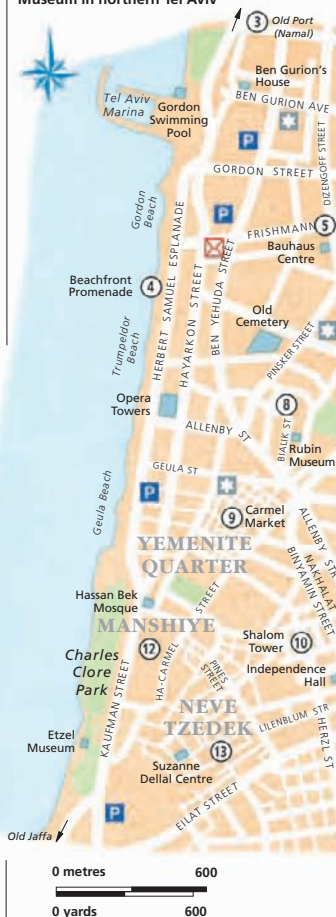 Museum in northern Tel Aviv
3
Old Port
(Namal)
Ben Gurion's
House
BEN GURION AVE
Tel Aviv
Marina
Gordon
Swimming
Pool
P
DIZENGOFF STREET
GORDON STREET
Gordon
Beach
P
FRISHMANN
5
Bauhaus
Centre
HERBERT SAMUEL ESPLANADE
HAYARKON STREET
BEN YEHUDA STREET
Beachfront
Promenade
4
Old
Cemetery
Trumpeldor
Beach
PINSKER STREET
Opera
Towers
8
ALLENBY ST
BIALIK ST
Rubin
Museum
GEULA ST
Geula Beach
P
9
Carmel
Market
ALLENBY STR
NAKHALAT
BINYAMIN STREET
YEMENITE
QUARTER
Hassan Bek
Mosque
STREET
MANSHIYE
12
HA-CARMEL
Shalom
Tower
10
Charles
Clore
Park
PINES
STREET
Independence
Hall
KAUFMAN STREET
NEVE
TZEDEK
LILENBLUM STR
HERZL ST
Etzel
Museum
13
Suzanne
Dellal Centre
EILAT STREET
P
Old Jaffa
0 metres 600
0 yards 600